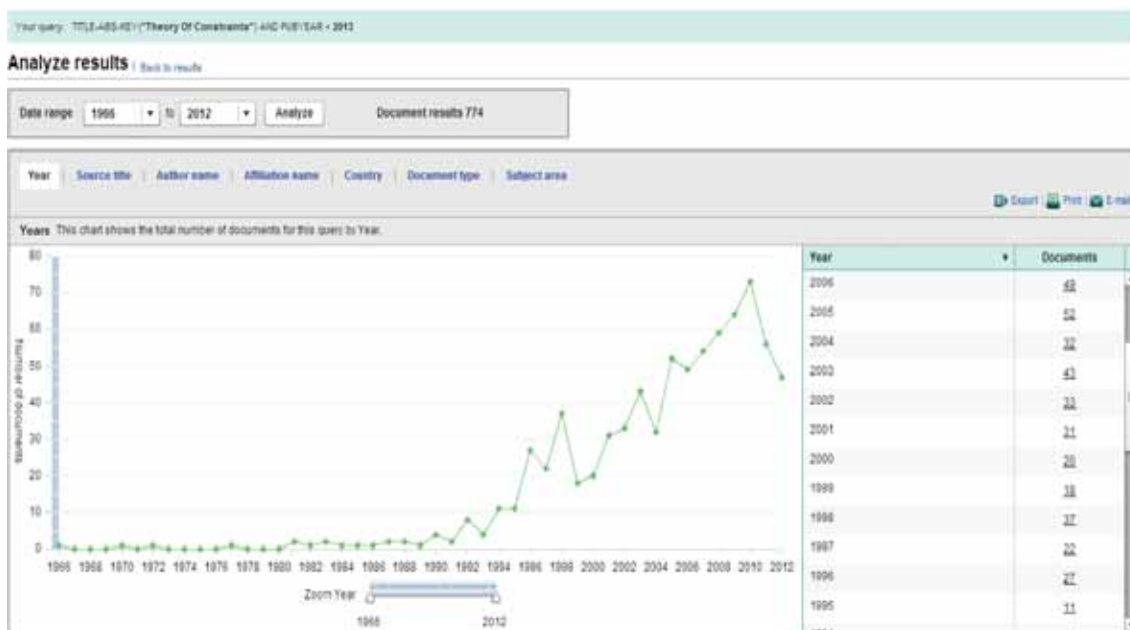 Your query: TITLE-ABS-KEY("Theory Of Constraints") AND PUBYEAR < 2013
Analyze results | Back to results
Date range 1966 to 2012 Analyze Document results 774
Year | Source title | Author name | Affiliation name | Country | Document type | Subject area
Export | Print | E-mai
Years This chart shows the total number of documents for this query by Year.
Year Documents
80
70
60
50
40
30
20
10
0
Number of documents
1966 1968 1970 1972 1974 1976 1978 1980 1982 1984 1986 1988 1990 1992 1994 1996 1998 2000 2002 2004 2006 2008 2010 2012
Zoom Year
1966 2012
2006 49
2005 52
2004 32
2003 43
2002 33
2001 31
2000 20
1999 18
1998 37
1997 22
1996 27
1995 11